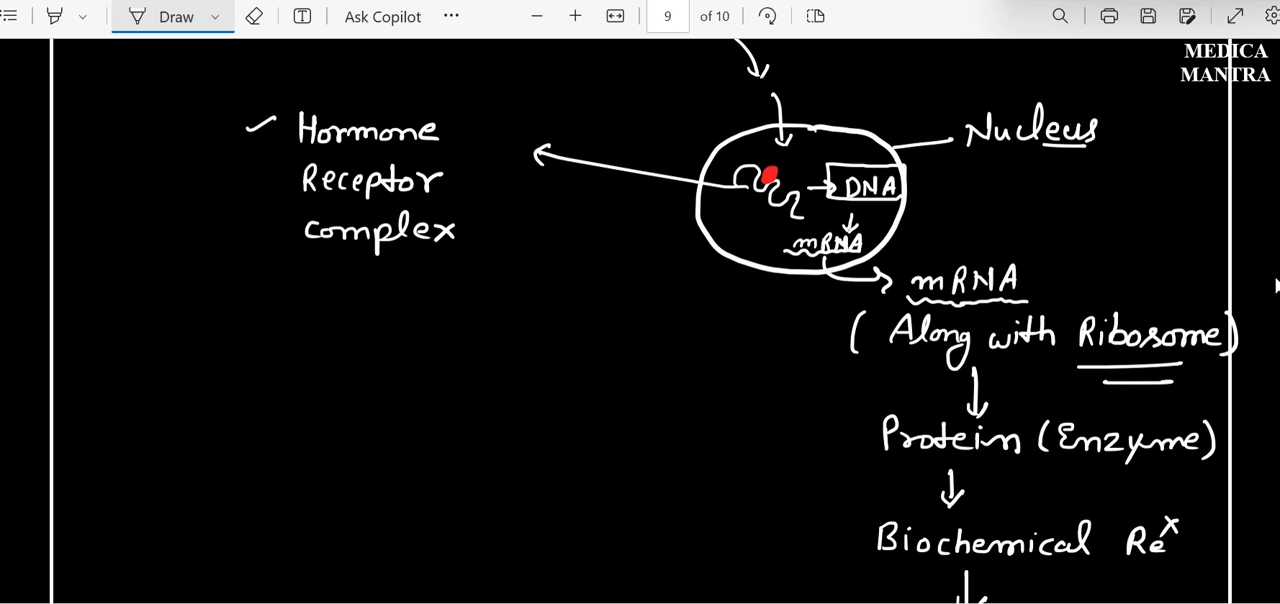 Draw
Ask Copilot
9 of 10
MEDICA
MANTRA
Hormone
Receptor
complex
Nucleus
DNA
mRNA
mRNA
(Along with Ribosome)
Protein (Enzyme)
Biochemical Reˣ